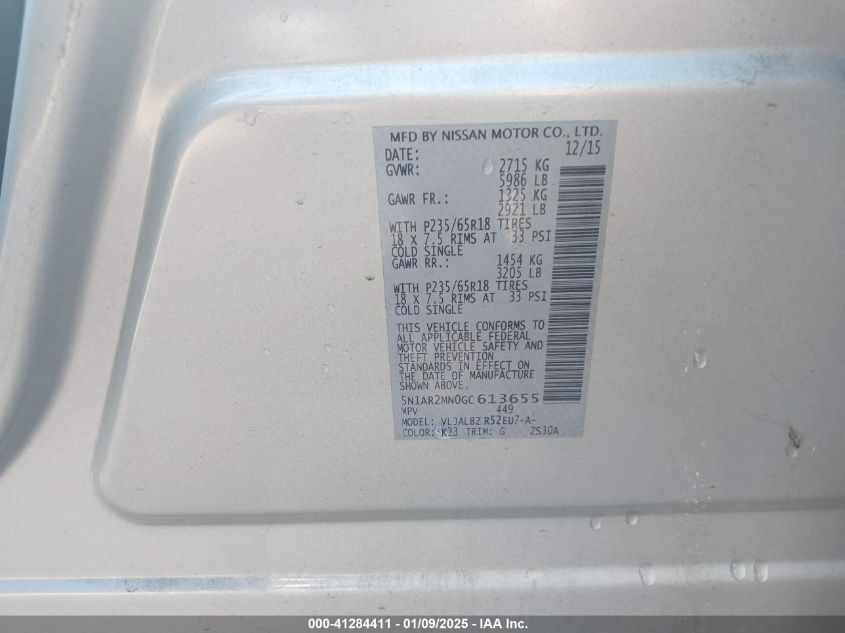 MFD BY NISSAN MOTOR CO., LTD.
DATE: 12/15
GVWR: 2715 KG
5986 LB
GAWR FR.: 1325 KG
2921 LB
WITH P235/65R18 TIRES
18 X 7.5 RIMS AT 33 PSI
COLD SINGLE
GAWR RR.: 1454 KG
3205 LB
WITH P235/65R18 TIRES
18 X 7.5 RIMS AT 33 PSI
COLD SINGLE
THIS VEHICLE CONFORMS TO
ALL APPLICABLE FEDERAL
MOTOR VEHICLE SAFETY AND
THEFT PREVENTION
STANDARDS IN EFFECT ON
THE DATE OF MANUFACTURE
SHOWN ABOVE.
5N1AR2MN0GC613655
MPV 449
MODEL: VLJALBZ R52EU7-A-
COLOR: K23 TRIM: G ZS30A
000-41284411 - 01/09/2025 - IAA Inc.